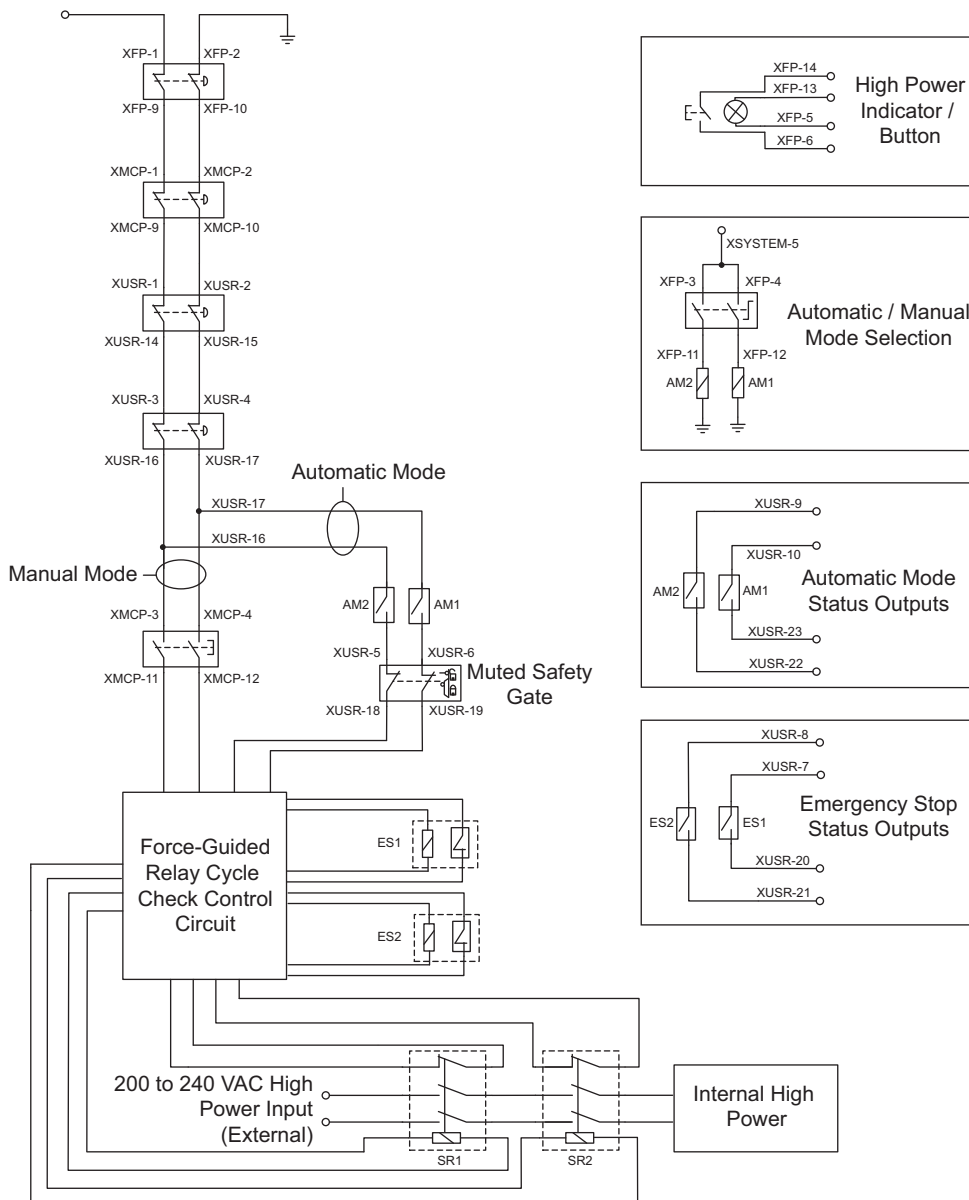 XFP-1 XFP-2
XFP-9 XFP-10
XMCP-1 XMCP-2
XMCP-9 XMCP-10
XUSR-1 XUSR-2
XUSR-14 XUSR-15
XUSR-3 XUSR-4
XUSR-16 XUSR-17
Automatic Mode
XUSR-17
XUSR-16
Manual Mode
XMCP-3 XMCP-4
XMCP-11 XMCP-12
AM2 AM1
XUSR-5 XUSR-6
Muted Safety
Gate
XUSR-18 XUSR-19
Force-Guided
Relay Cycle
Check Control
Circuit
ES1
ES2
200 to 240 VAC High
Power Input
(External)
SR1
SR2
Internal High
Power
XFP-14
XFP-13
XFP-5
XFP-6
High Power
Indicator /
Button
XSYSTEM-5
XFP-3 XFP-4
XFP-11 XFP-12
AM2 AM1
Automatic / Manual
Mode Selection
XUSR-9
XUSR-10
AM2 AM1
XUSR-23
XUSR-22
Automatic Mode
Status Outputs
XUSR-8
XUSR-7
ES2 ES1
XUSR-20
XUSR-21
Emergency Stop
Status Outputs